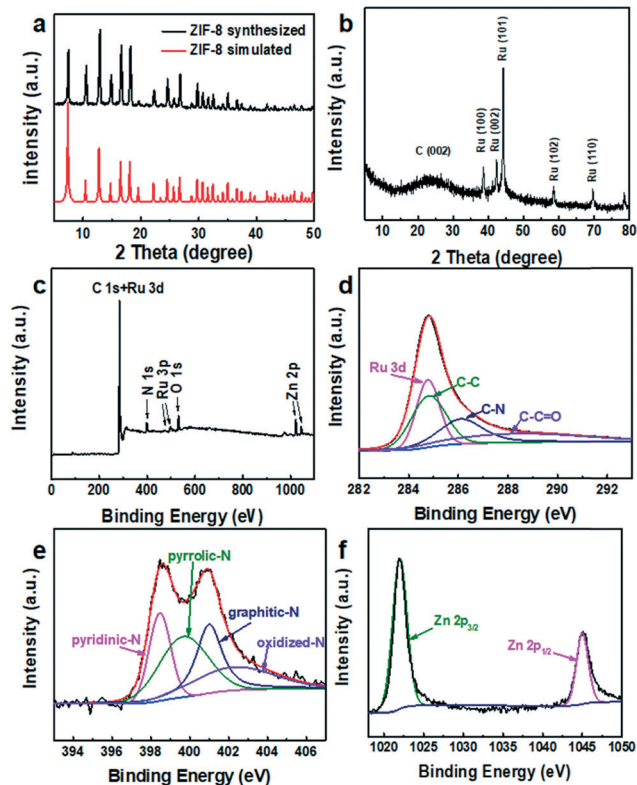 a
ZIF-8 synthesized
ZIF-8 simulated
intensity (a.u.)
10 20 30 40 50
2 Theta (degree)
b
C (002)
Ru (100)
Ru (002)
Ru (101)
Ru (102)
Ru (110)
Intensity (a.u.)
10 20 30 40 50 60 70 80
2 Theta (degree)
c
C 1s+Ru 3d
N 1s
Ru 3p
O 1s
Zn 2p
Intensity (a.u.)
0 200 400 600 800 1000
Binding Energy (eV)
d
Ru 3d
C-C
C-N
C-C=O
Intensity (a.u.)
282 284 286 288 290 292
Binding Energy (eV)
e
pyrrolic-N
graphitic-N
pyridinic-N
oxidized-N
Intensity (a.u.)
394 396 398 400 402 404 406
Binding Energy (eV)
f
Zn 2p3/2
Zn 2p1/2
Intensity (a.u.)
1020 1025 1030 1035 1040 1045 1050
Binding Energy (eV)